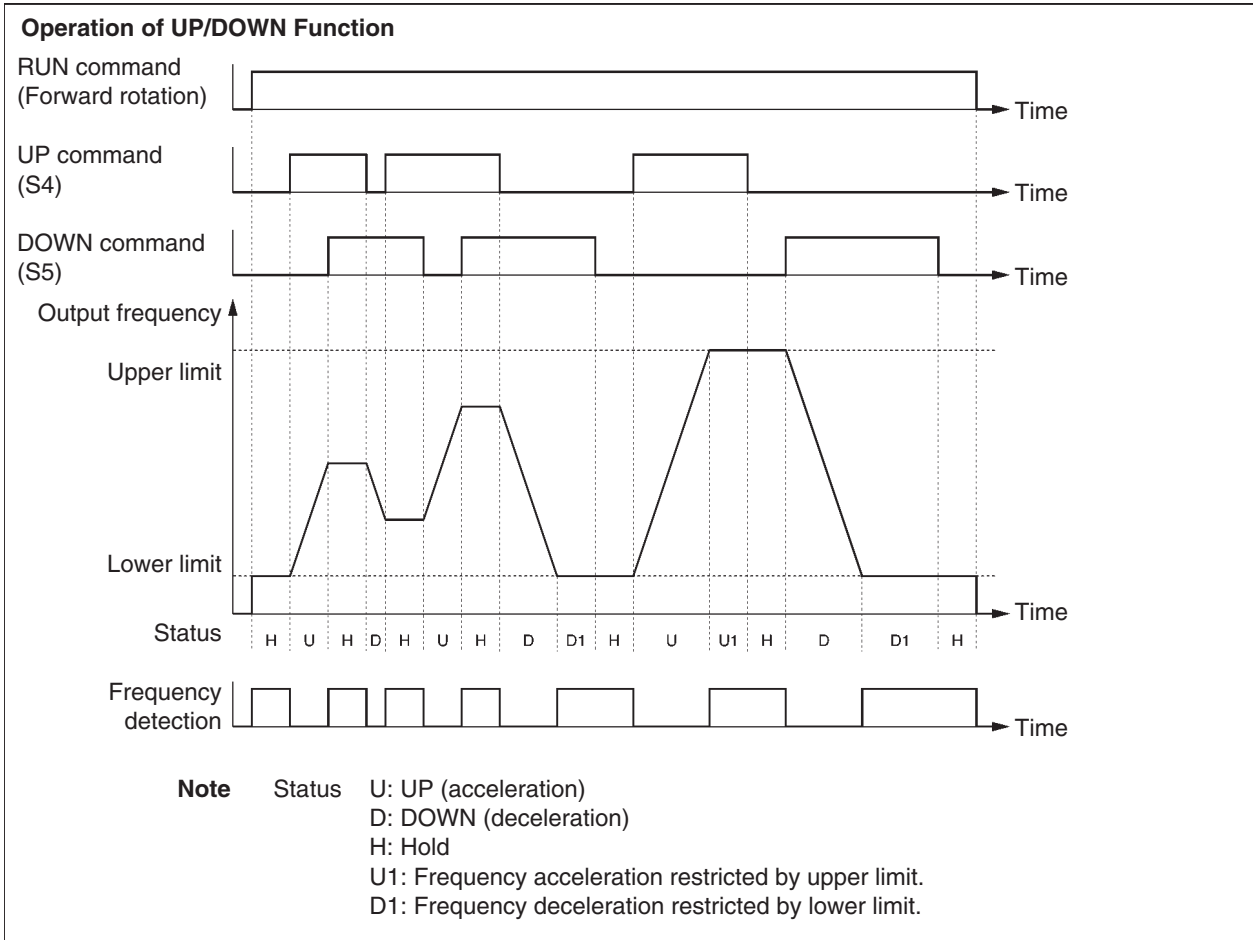 Operation of UP/DOWN Function
RUN command
(Forward rotation)
Time
UP command
(S4)
Time
DOWN command
(S5)
Time
Output frequency
Upper limit
Lower limit
Time
Status
H U H D H U H D D1 H U U1 H D D1 H
Frequency
detection
Time
Note Status U: UP (acceleration)
D: DOWN (deceleration)
H: Hold
U1: Frequency acceleration restricted by upper limit.
D1: Frequency deceleration restricted by lower limit.